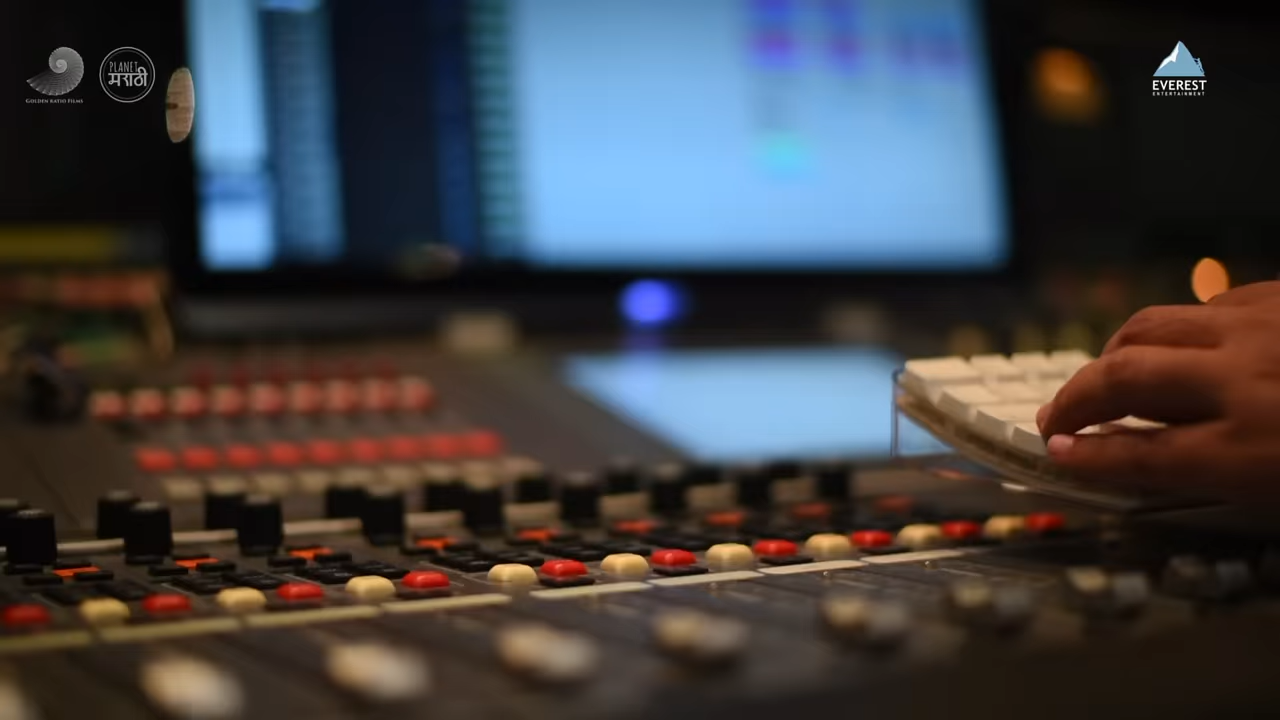 GOLDEN RATIO FILMS
PLANET
मराठी
EVEREST
ENTERTAINMENT